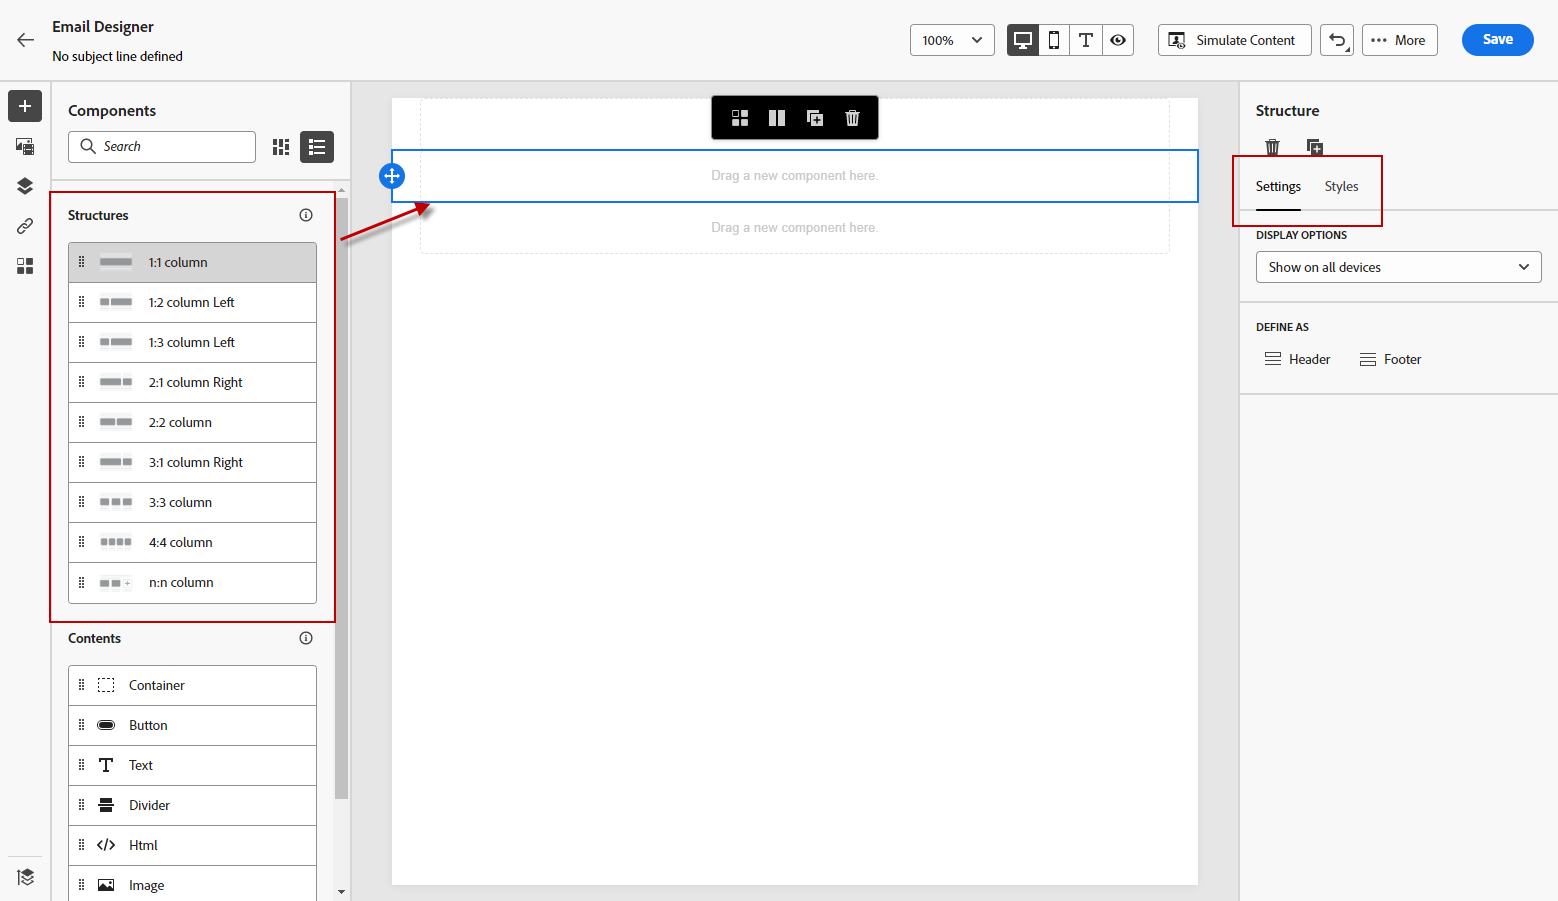 Email Designer
No subject line defined
100%
Simulate Content
More
Save
Components
Search
Structures
1:1 column
1:2 column Left
1:3 column Left
2:1 column Right
2:2 column
3:1 column Right
3:3 column
4:4 column
n:n column
Contents
Container
Button
Text
Divider
Html
Image
Drag a new component here.
Drag a new component here.
Structure
Settings
Styles
DISPLAY OPTIONS
Show on all devices
DEFINE AS
Header
Footer